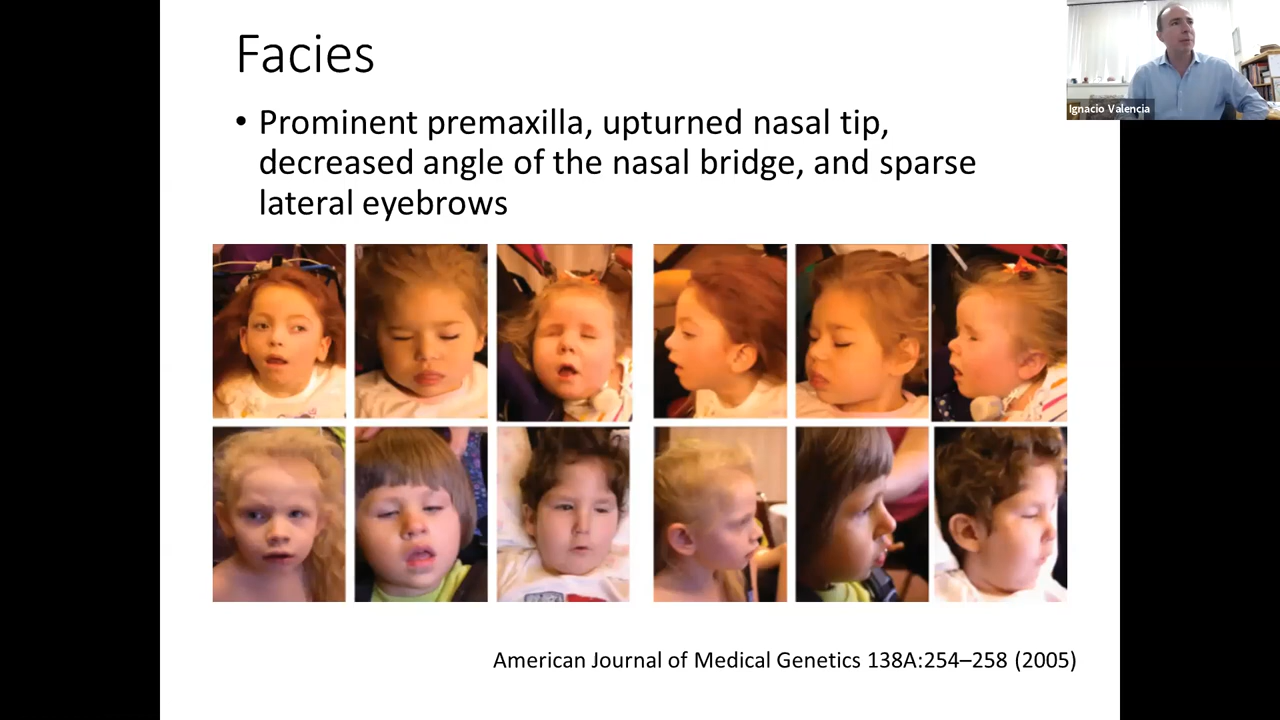 Facies
• Prominent premaxilla, upturned nasal tip,
decreased angle of the nasal bridge, and sparse
lateral eyebrows
American Journal of Medical Genetics 138A:254–258 (2005)
Ignacio Valencia